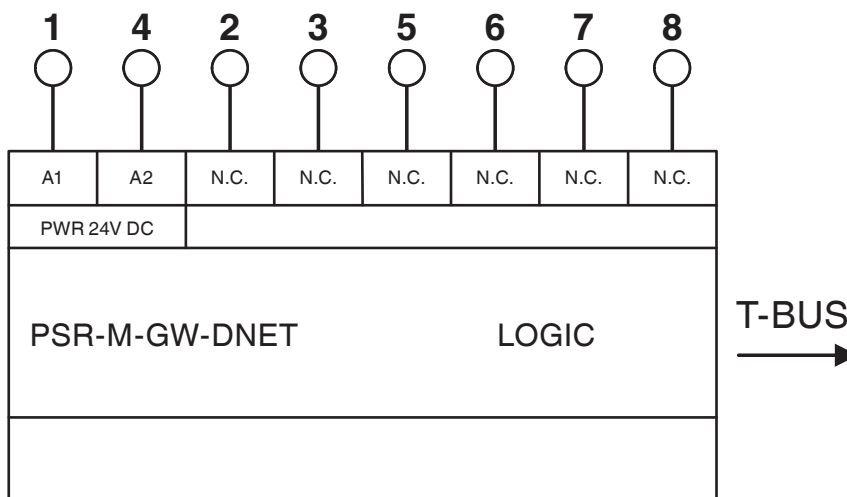 1 4 2 3 5 6 7 8
A1 A2 N.C. N.C. N.C. N.C. N.C. N.C.
PWR 24V DC
PSR-M-GW-DNET LOGIC
T-BUS